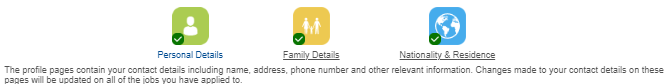 Personal Details Family Details Nationality & Residence
The profile pages contain your contact details including name, address, phone number and other relevant information. Changes made to your contact details on these
pages will be updated on all of the jobs you have applied to.